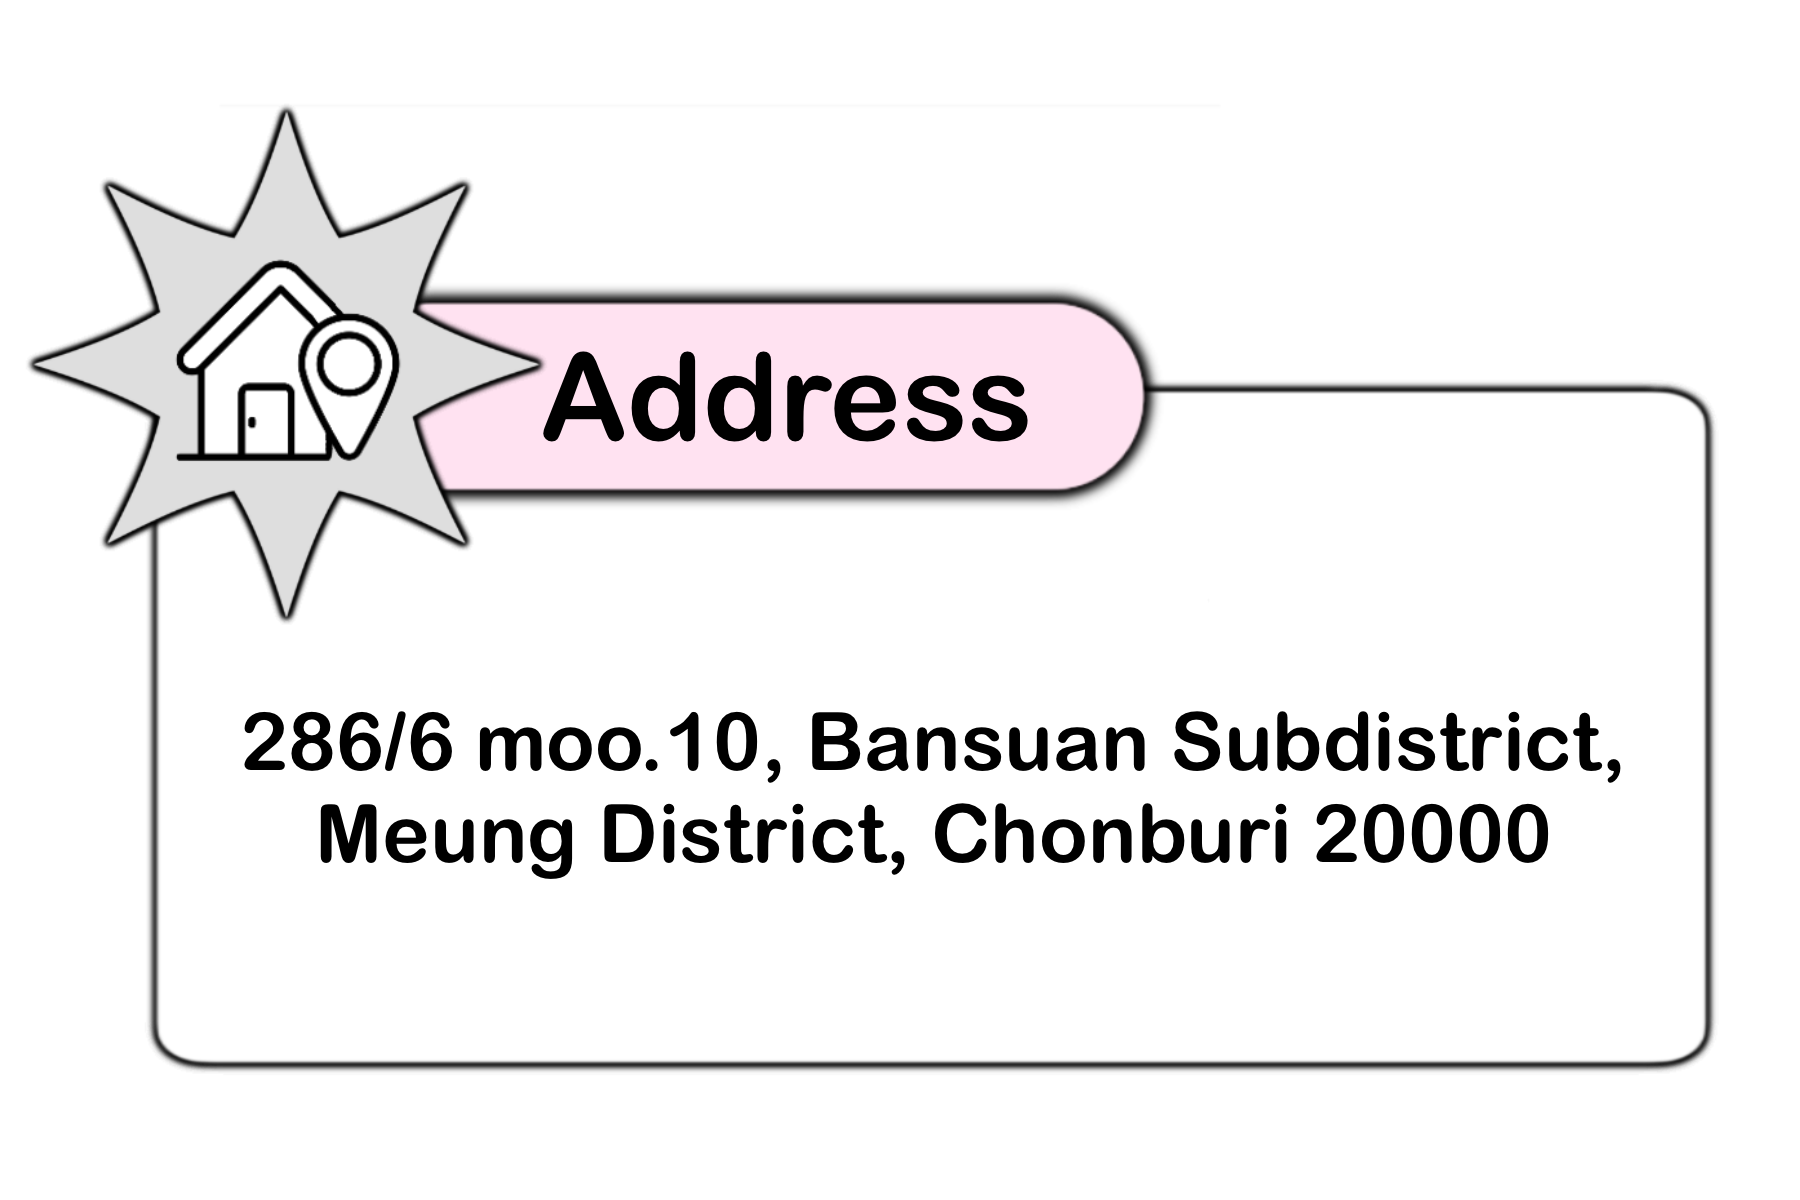 Address
286/6 moo.10, Bansuan Subdistrict,
Meung District, Chonburi 20000